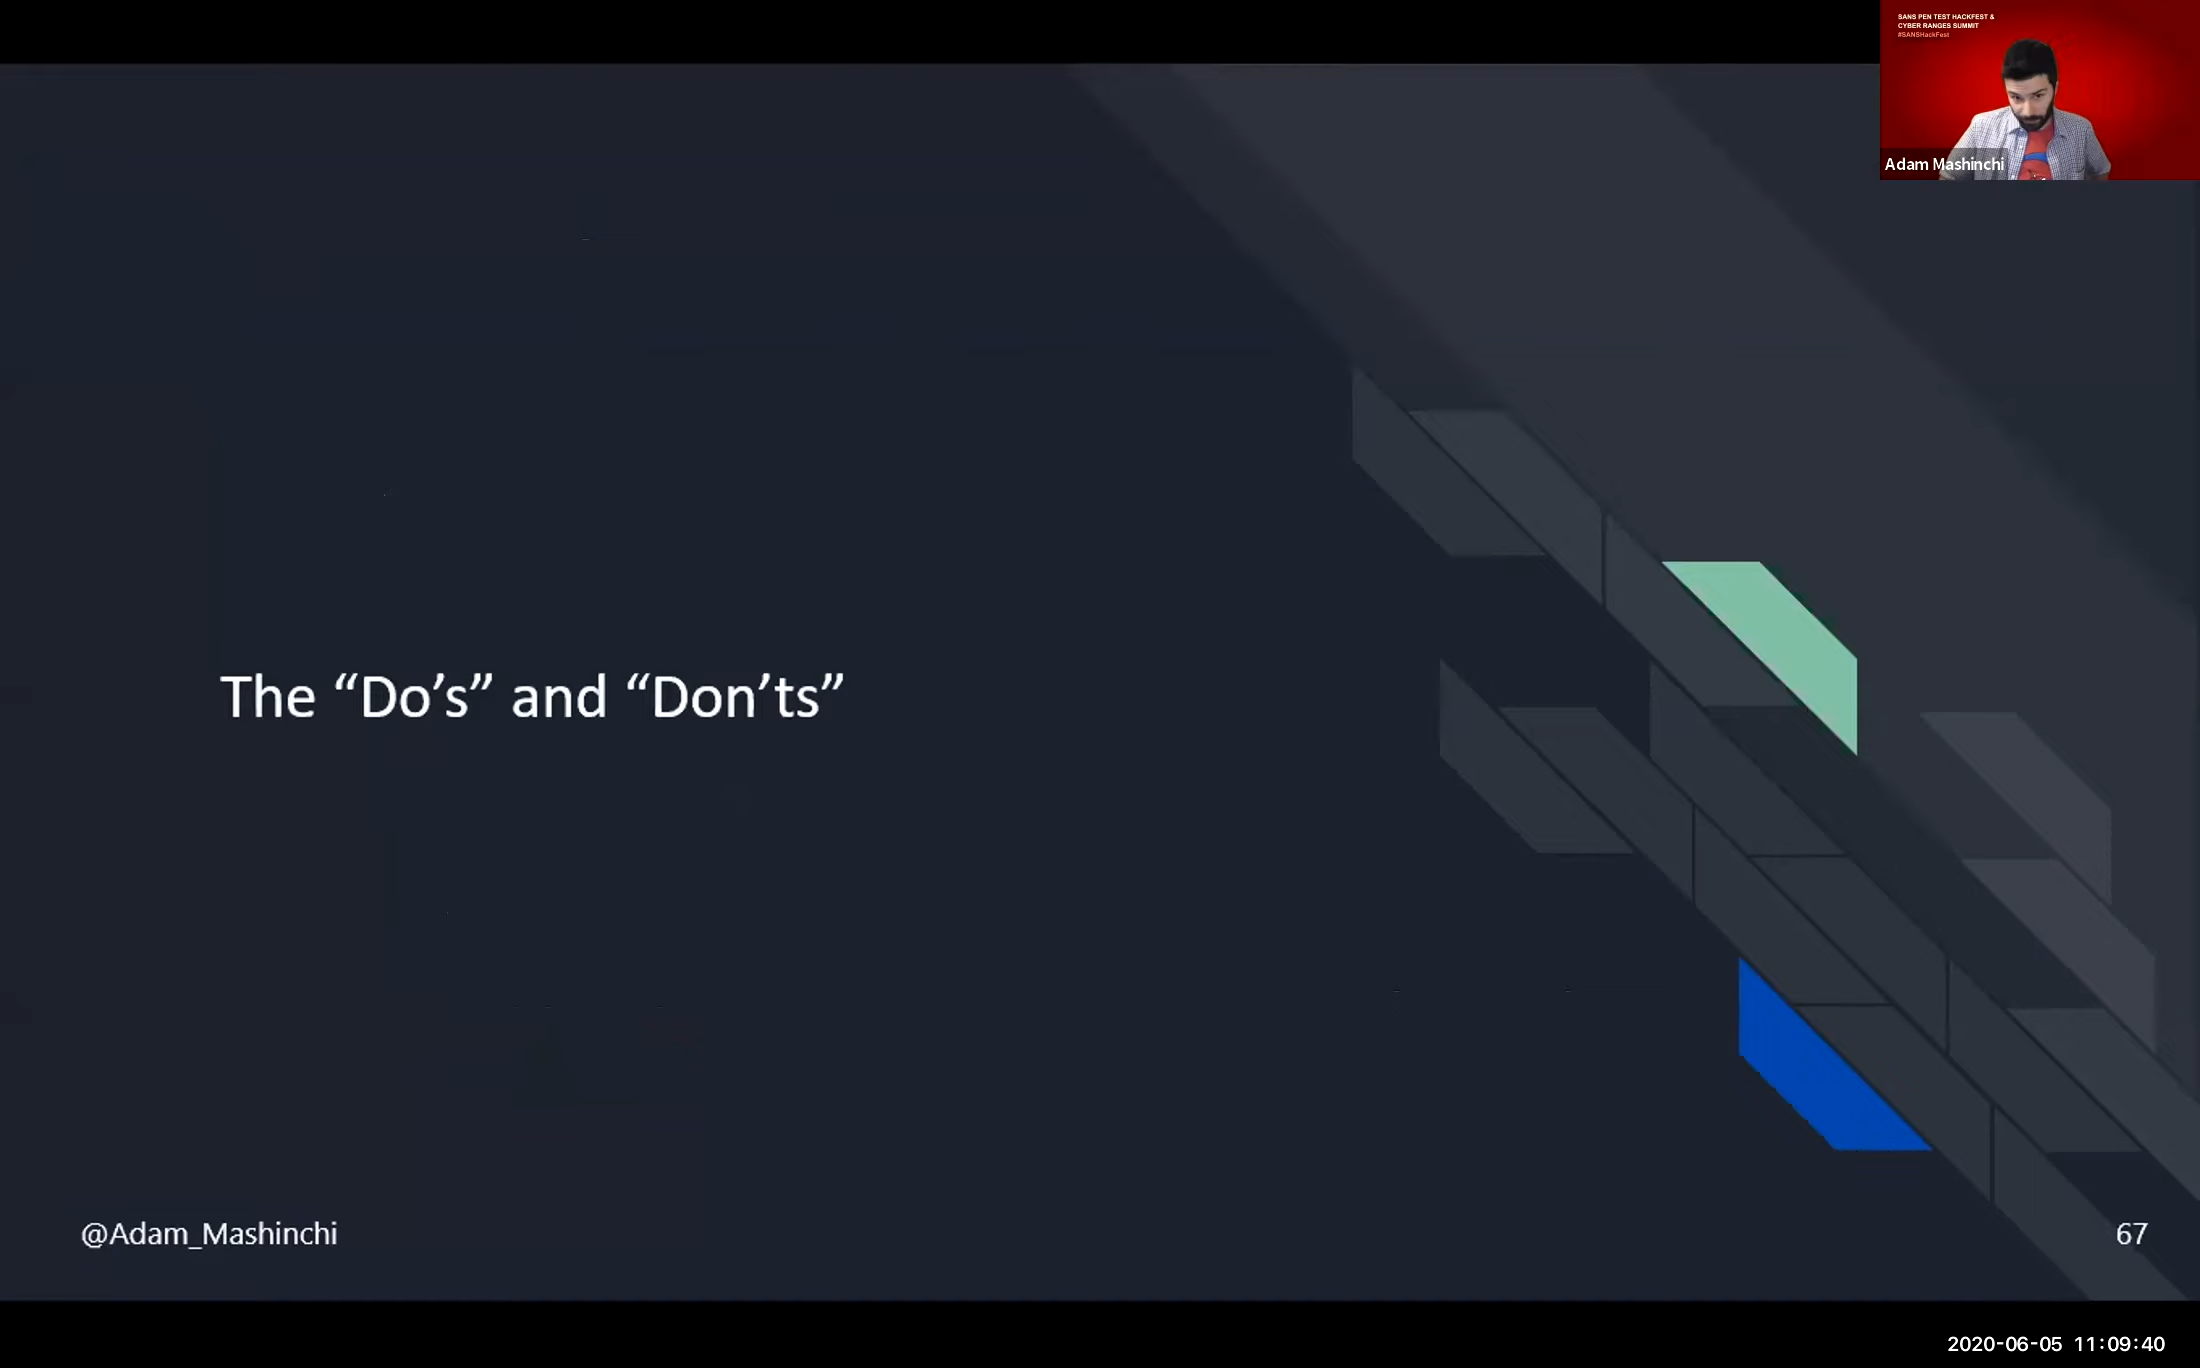 SANS PEN TEST HACKFEST &
CYBER RANGES SUMMIT
#SANSHackFest
Adam Mashinchi
The “Do’s” and “Don’ts”
@Adam_Mashinchi
67
2020-06-05 11:09:40